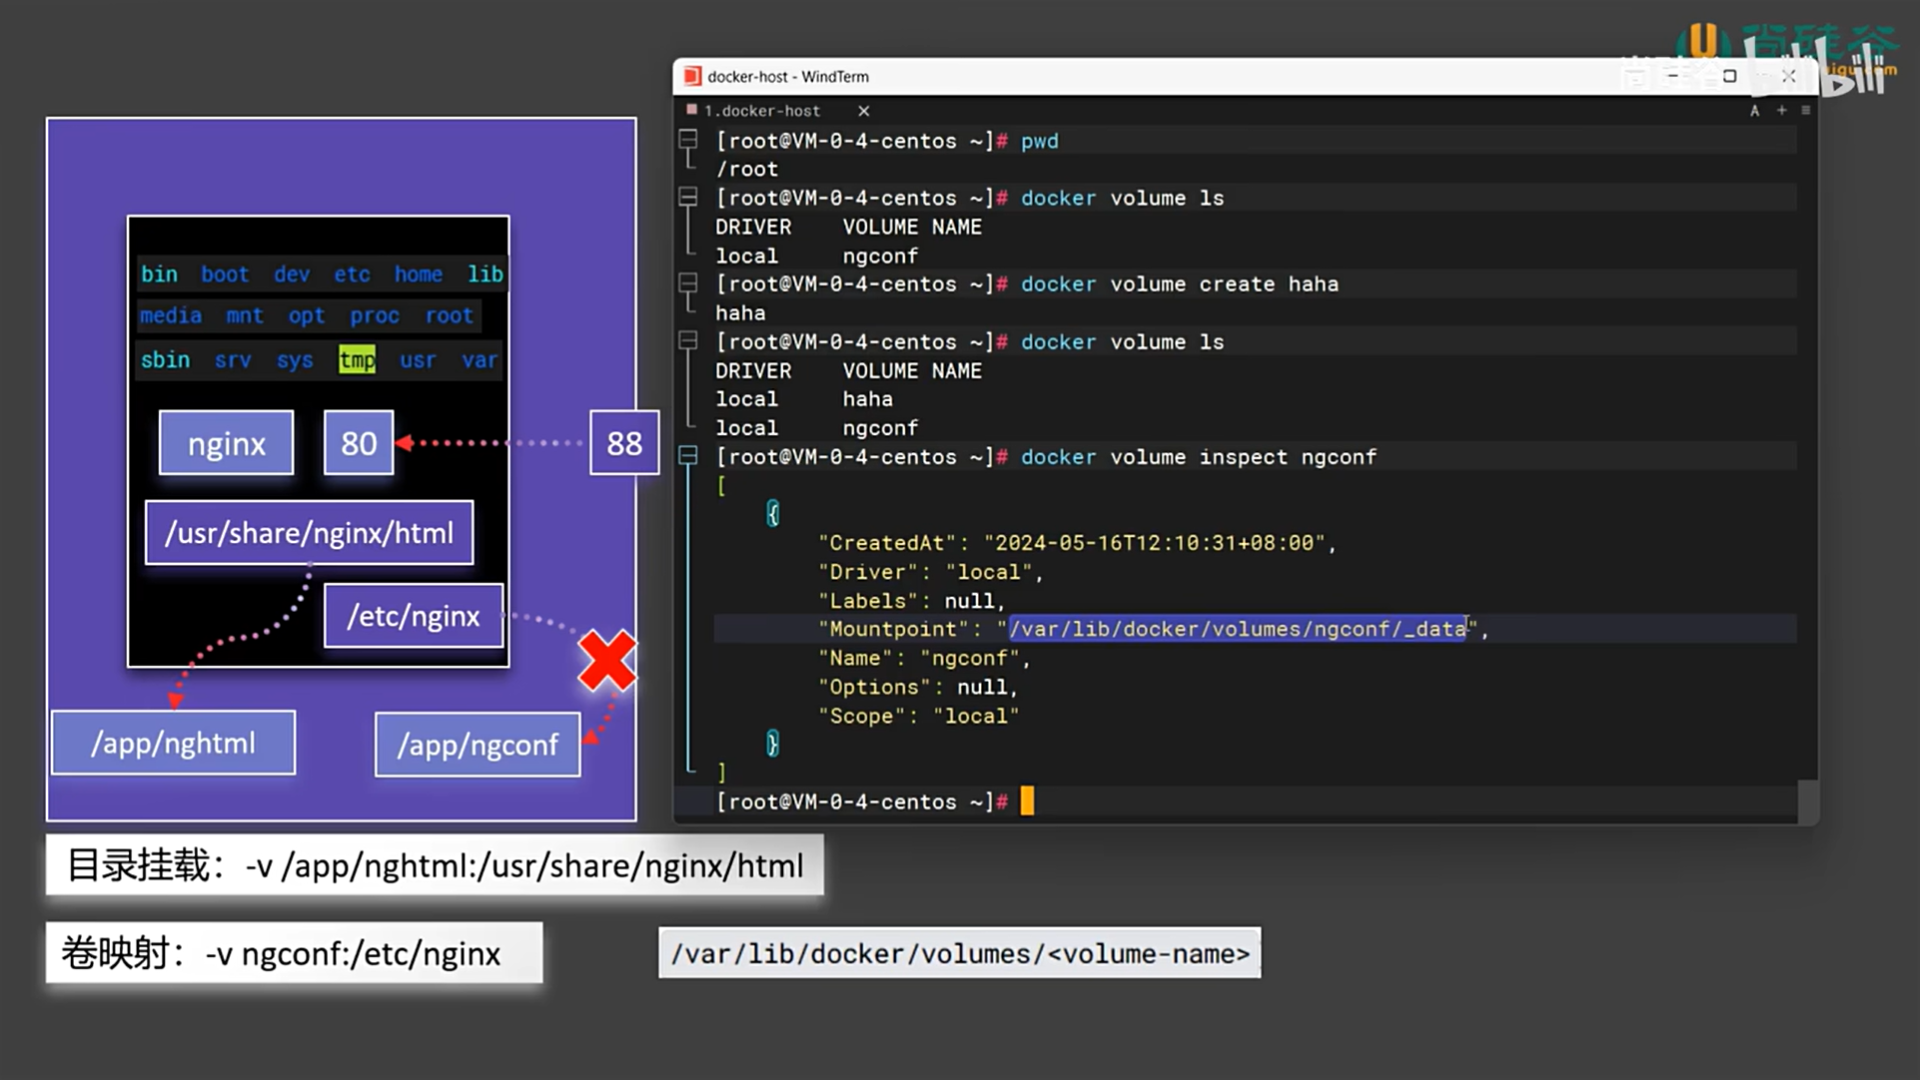 尚硅谷
bilibili
docker-host - WindTerm
1.docker-host
[root@VM-0-4-centos ~]# pwd
/root
[root@VM-0-4-centos ~]# docker volume ls
DRIVER    VOLUME NAME
local     ngconf
[root@VM-0-4-centos ~]# docker volume create haha
haha
[root@VM-0-4-centos ~]# docker volume ls
DRIVER    VOLUME NAME
local     haha
local     ngconf
[root@VM-0-4-centos ~]# docker volume inspect ngconf
[
    {
        "CreatedAt": "2024-05-16T12:10:31+08:00",
        "Driver": "local",
        "Labels": null,
        "Mountpoint": "/var/lib/docker/volumes/ngconf/_data",
        "Name": "ngconf",
        "Options": null,
        "Scope": "local"
    }
]
[root@VM-0-4-centos ~]#
bin boot dev etc home lib
media mnt opt proc root
sbin srv sys tmp usr var
nginx 80 88
/usr/share/nginx/html
/etc/nginx
/app/nghtml /app/ngconf
目录挂载：-v /app/nghtml:/usr/share/nginx/html
卷映射：-v ngconf:/etc/nginx
/var/lib/docker/volumes/<volume-name>